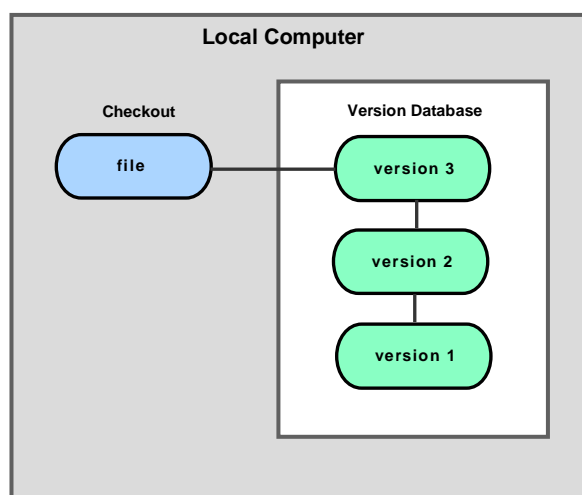 Local Computer
Checkout
Version Database
file
version 3
version 2
version 1